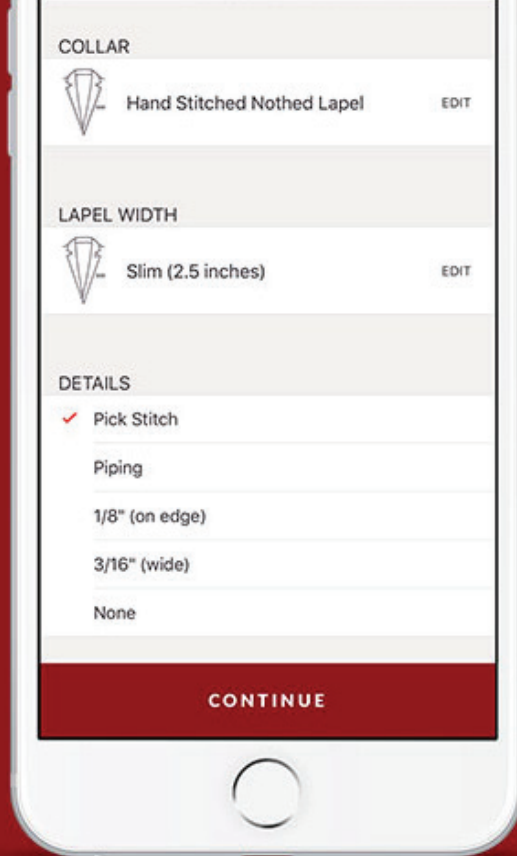 COLLAR
Hand Stitched Nothed Lapel EDIT
LAPEL WIDTH
Slim (2.5 inches) EDIT
DETAILS
Pick Stitch
Piping
1/8" (on edge)
3/16" (wide)
None
CONTINUE